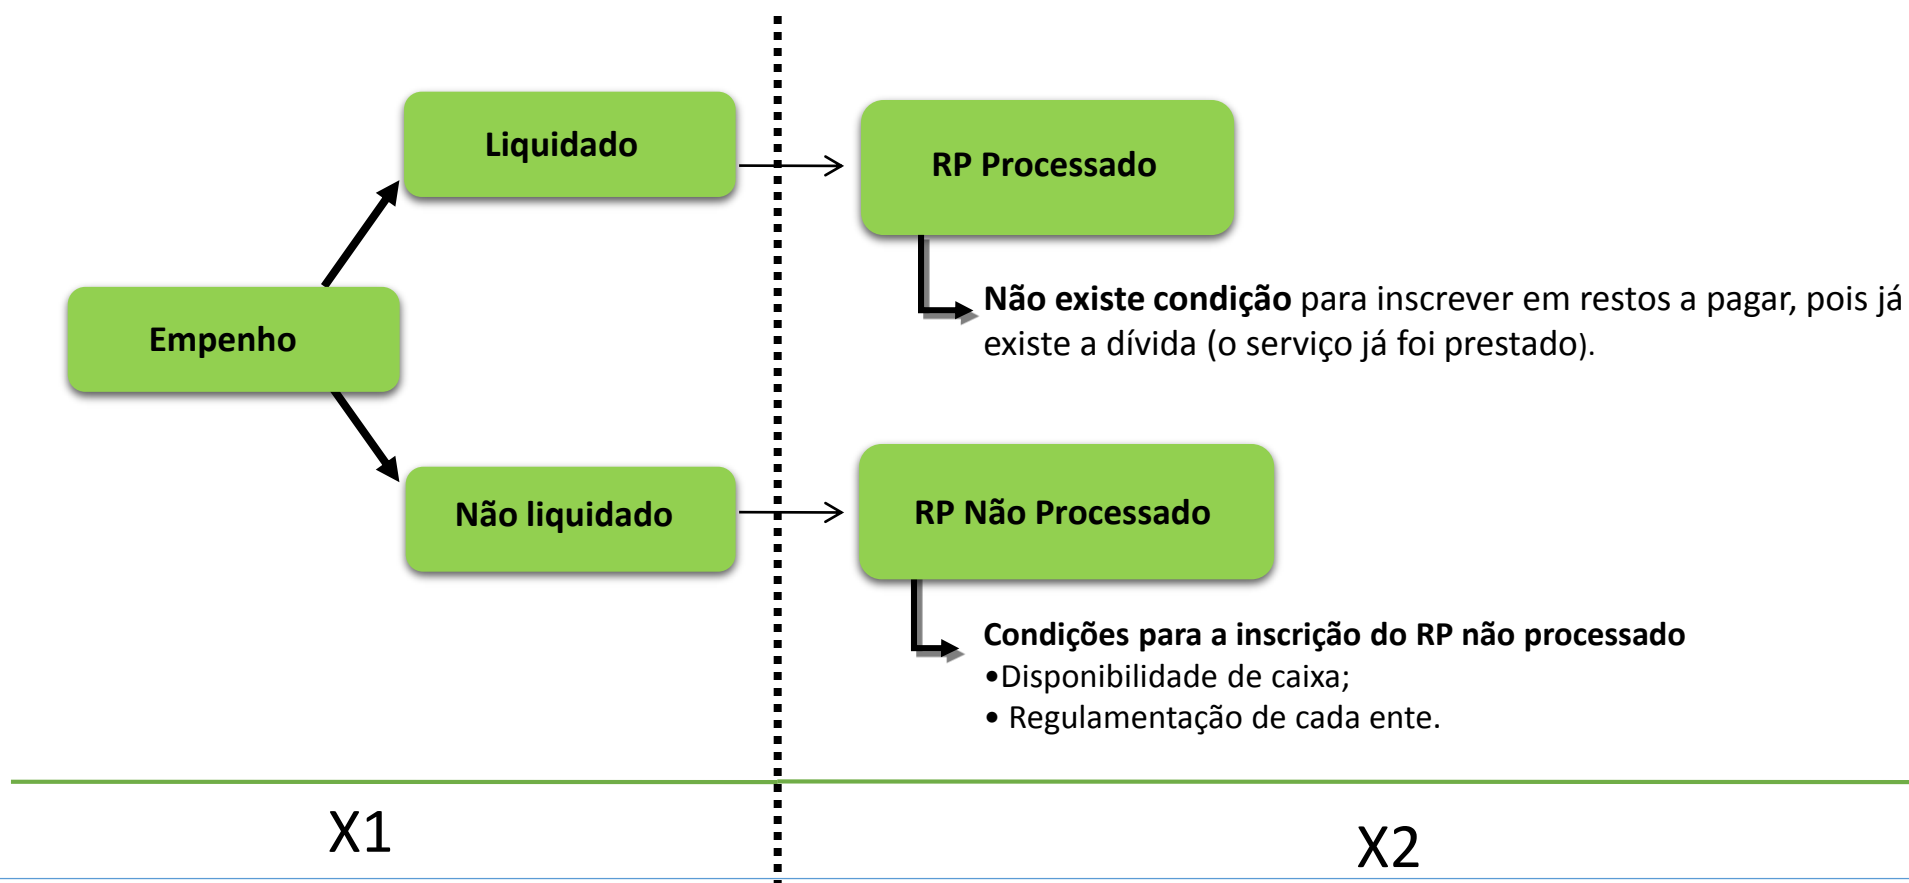 Liquidado
RP Processado
Não existe condição para inscrever em restos a pagar, pois já
existe a dívida (o serviço já foi prestado).
Empenho
Não liquidado
RP Não Processado
Condições para a inscrição do RP não processado
•Disponibilidade de caixa;
• Regulamentação de cada ente.
X1
X2